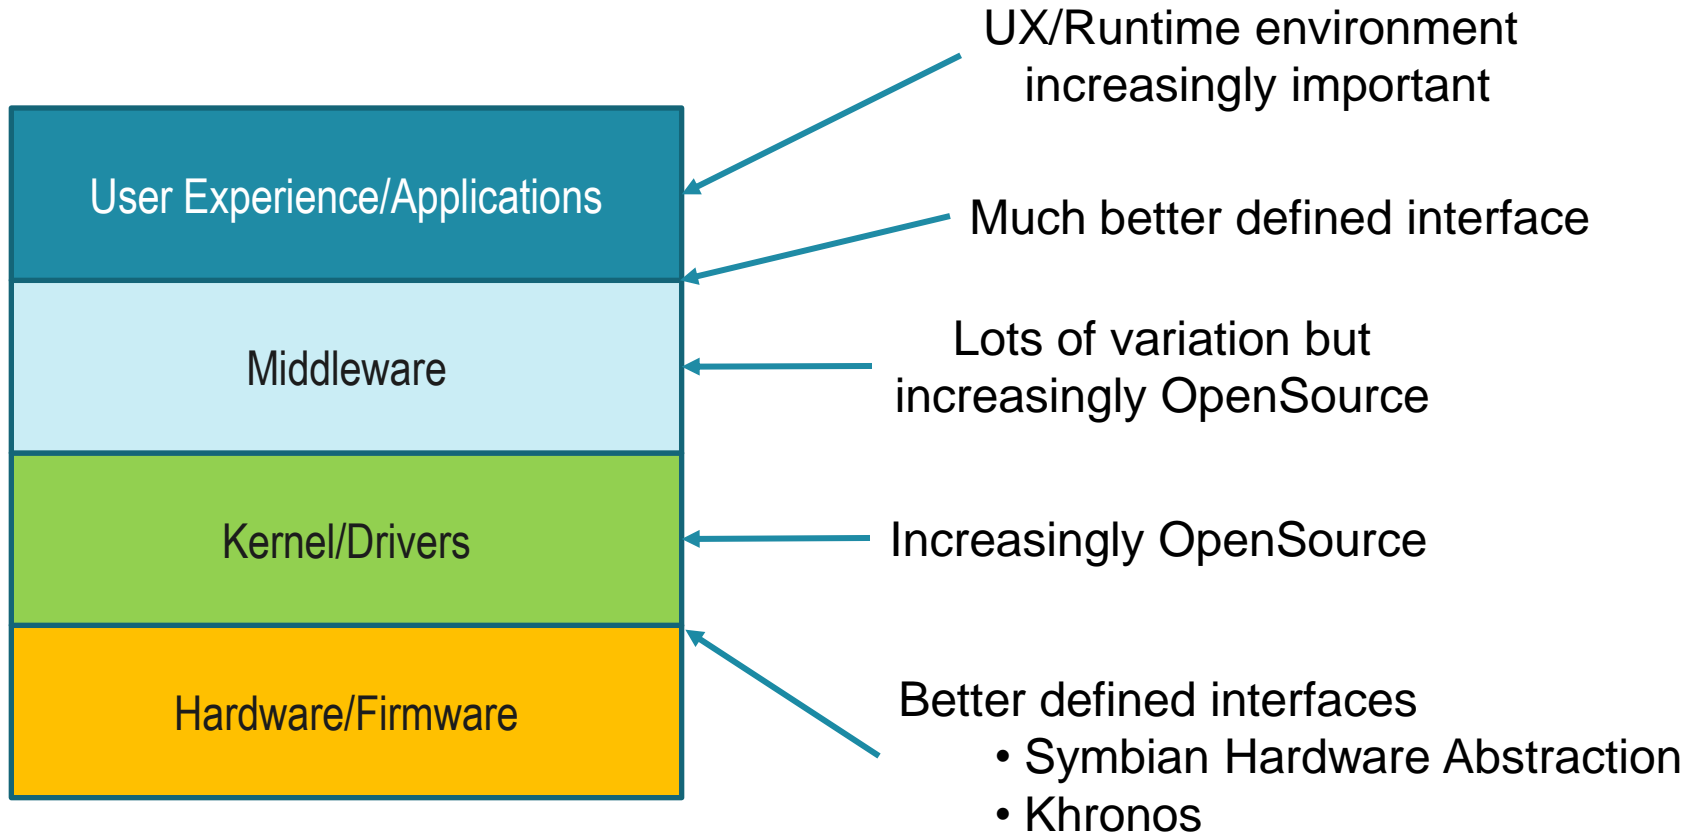 UX/Runtime environment
increasingly important
User Experience/Applications
Much better defined interface
Middleware
Lots of variation but
increasingly OpenSource
Kernel/Drivers
Increasingly OpenSource
Hardware/Firmware
Better defined interfaces
• Symbian Hardware Abstraction
• Khronos